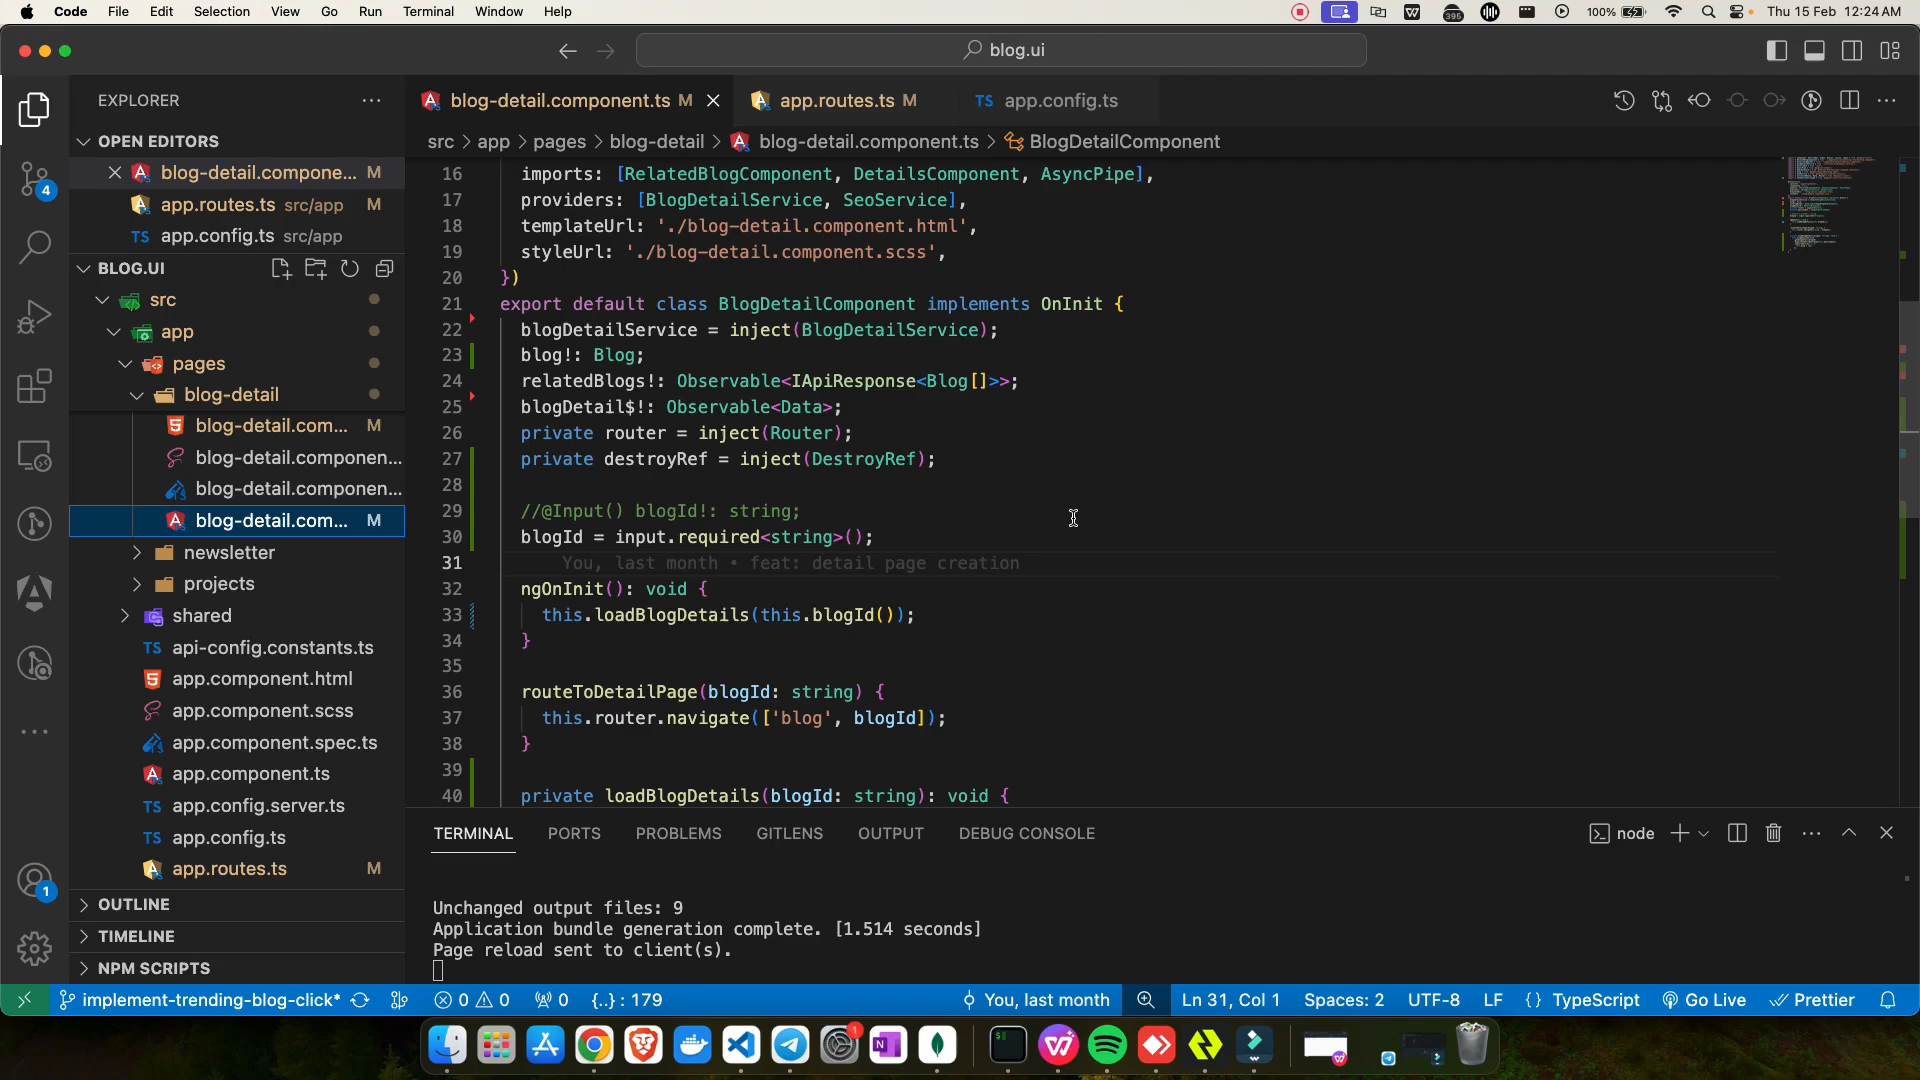 Code File Edit Selection View Go Run Terminal Window Help 395 100% Thu 15 Feb 12:24 AM
blog.ui
EXPLORER
blog-detail.component.ts M
app.routes.ts M
TS app.config.ts
OPEN EDITORS
src > app > pages > blog-detail > blog-detail.component.ts > BlogDetailComponent
blog-detail.compone... M
app.routes.ts src/app M
TS app.config.ts src/app
BLOG.UI
src
app
pages
blog-detail
blog-detail.com... M
blog-detail.componen...
blog-detail.componen...
blog-detail.com... M
newsletter
projects
shared
TS api-config.constants.ts
app.component.html
app.component.scss
app.component.spec.ts
app.component.ts
TS app.config.server.ts
TS app.config.ts
app.routes.ts M
OUTLINE
TIMELINE
NPM SCRIPTS
4
1
16 imports: [RelatedBlogComponent, DetailsComponent, AsyncPipe],
17 providers: [BlogDetailService, SeoService],
18 templateUrl: './blog-detail.component.html',
19 styleUrl: './blog-detail.component.scss',
20 })
21 export default class BlogDetailComponent implements OnInit {
22 blogDetailService = inject(BlogDetailService);
23 blog!: Blog;
24 relatedBlogs!: Observable<IApiResponse<Blog[]>>;
25 blogDetail$!: Observable<Data>;
26 private router = inject(Router);
27 private destroyRef = inject(DestroyRef);
28
29 //@Input() blogId!: string;
30 blogId = input.required<string>();
31 You, last month • feat: detail page creation
32 ngOnInit(): void {
33 this.loadBlogDetails(this.blogId());
34 }
35
36 routeToDetailPage(blogId: string) {
37 this.router.navigate(['blog', blogId]);
38 }
39
40 private loadBlogDetails(blogId: string): void {
TERMINAL PORTS PROBLEMS GITLENS OUTPUT DEBUG CONSOLE node
Unchanged output files: 9
Application bundle generation complete. [1.514 seconds]
Page reload sent to client(s).
implement-trending-blog-click* 0 0 0 {..} : 179 You, last month Ln 31, Col 1 Spaces: 2 UTF-8 LF {} TypeScript Go Live Prettier
1
N